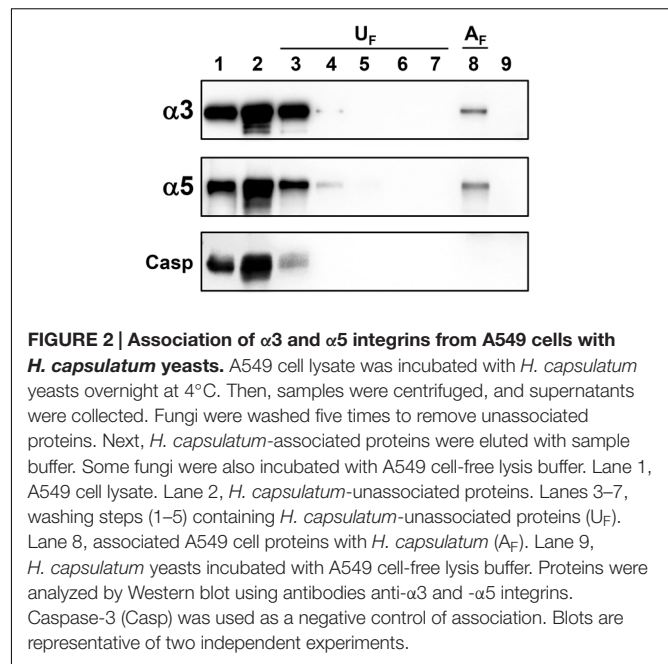 U_F A_F
1 2 3 4 5 6 7 8 9
α3
α5
Casp
FIGURE 2 | Association of α3 and α5 integrins from A549 cells with
H. capsulatum yeasts. A549 cell lysate was incubated with H. capsulatum
yeasts overnight at 4°C. Then, samples were centrifuged, and supernatants
were collected. Fungi were washed five times to remove unassociated
proteins. Next, H. capsulatum-associated proteins were eluted with sample
buffer. Some fungi were also incubated with A549 cell-free lysis buffer. Lane 1,
A549 cell lysate. Lane 2, H. capsulatum-unassociated proteins. Lanes 3–7,
washing steps (1–5) containing H. capsulatum-unassociated proteins (U_F).
Lane 8, associated A549 cell proteins with H. capsulatum (A_F). Lane 9,
H. capsulatum yeasts incubated with A549 cell-free lysis buffer. Proteins were
analyzed by Western blot using antibodies anti-α3 and -α5 integrins.
Caspase-3 (Casp) was used as a negative control of association. Blots are
representative of two independent experiments.